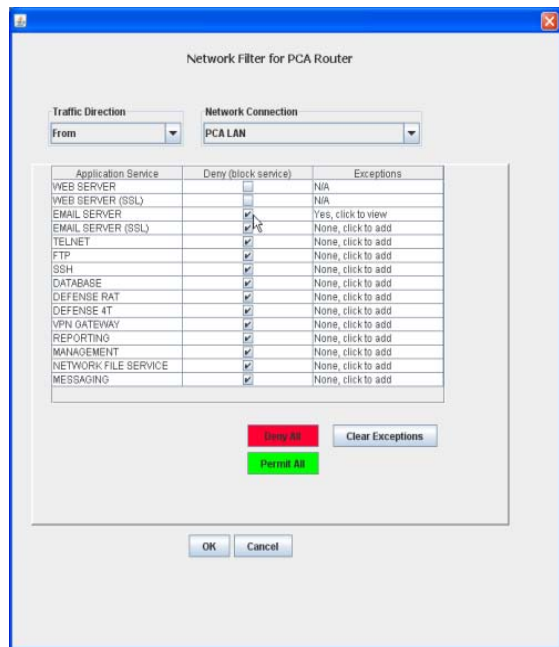 Network Filter for PCA Router
Traffic Direction Network Connection
From PCA LAN
Application Service Deny (block service) Exceptions
WEB SERVER N/A
WEB SERVER (SSL) N/A
EMAIL SERVER Yes, click to view
EMAIL SERVER (SSL) None, click to add
TELNET None, click to add
FTP None, click to add
SSH None, click to add
DATABASE None, click to add
DEFENSE RAT None, click to add
DEFENSE 4T None, click to add
VPN GATEWAY None, click to add
REPORTING None, click to add
MANAGEMENT None, click to add
NETWORK FILE SERVICE None, click to add
MESSAGING None, click to add
Deny All Clear Exceptions
Permit All
OK Cancel